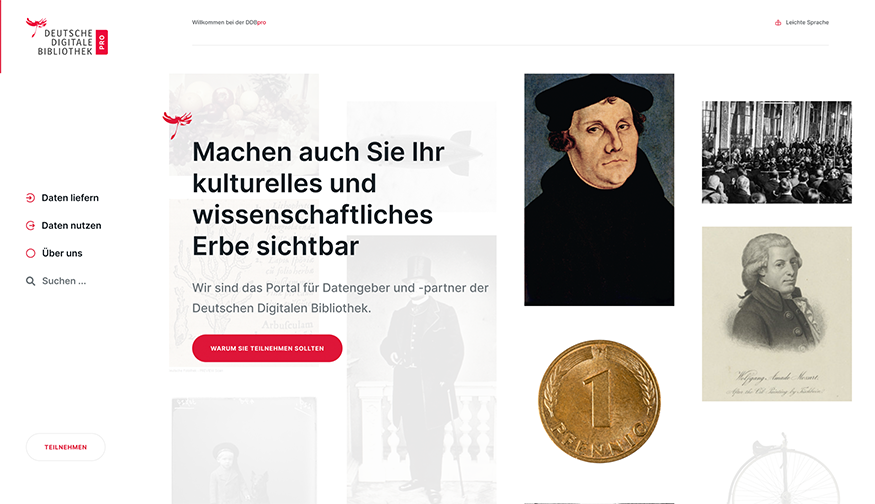 DEUTSCHE
DIGITALE
BIBLIOTHEK
PRO
Willkommen bei der DDBpro
Leichte Sprache
Daten liefern
Daten nutzen
Über uns
Suchen ...
TEILNEHMEN
Machen auch Sie Ihr
kulturelles und
wissenschaftliches
Erbe sichtbar
Wir sind das Portal für Datengeber und -partner der
Deutschen Digitalen Bibliothek.
WARUM SIE TEILNEHMEN SOLLTEN
Arbusculam
1
PFENNIG
Wolfgang Amade Mozart.